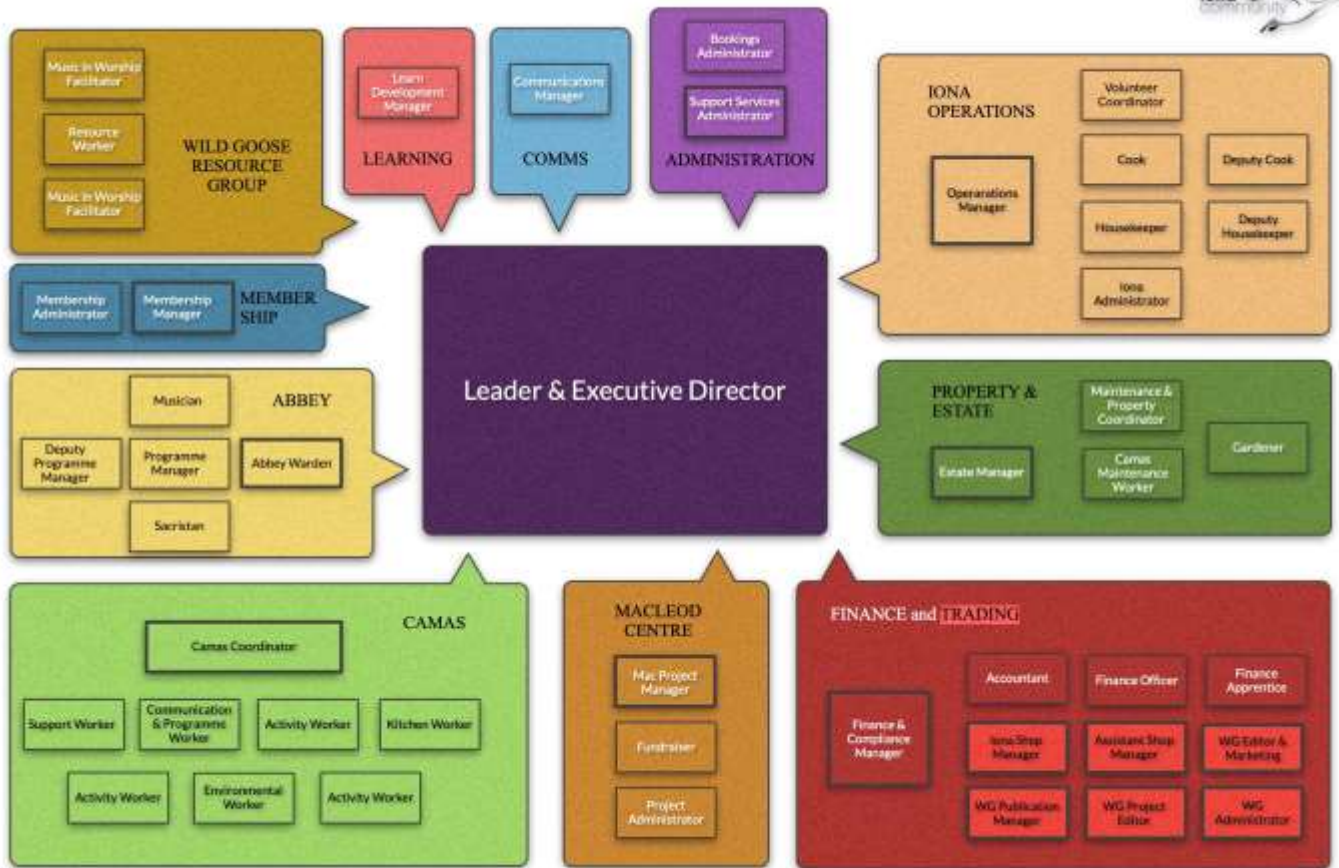 community
Music in Worship
Facilitator
Resource
Worker
Music in Worship
Facilitator
WILD GOOSE
RESOURCE
GROUP
Learn
Development
Manager
LEARNING
Communications
Manager
COMMS
Bookings
Administrator
Support Services
Administrator
ADMINISTRATION
IONA
OPERATIONS
Volunteer
Coordinator
Cook
Deputy Cook
Operarations
Manager
Housekeeper
Deputy
Housekeeper
Iona
Administrator
Membership
Administrator
Membership
Manager
MEMBER
SHIP
Leader & Executive Director
Musician
ABBEY
Deputy
Programme
Manager
Programme
Manager
Abbey Warden
Sacristan
PROPERTY &
ESTATE
Maintenance &
Property
Coordinator
Gardener
Estate Manager
Camas
Maintenance
Worker
CAMAS
Camas Coordinator
Support Worker
Communication
& Programme
Worker
Activity Worker
Kitchen Worker
Activity Worker
Environmental
Worker
Activity Worker
MACLEOD
CENTRE
Mac Project
Manager
Fundraiser
Project
Administrator
FINANCE and TRADING
Finance &
Compliance
Manager
Accountant
Finance Officer
Finance
Apprentice
Iona Shop
Manager
Assistant Shop
Manager
WG Editor &
Marketing
WG Publication
Manager
WG Project
Editor
WG
Administrator